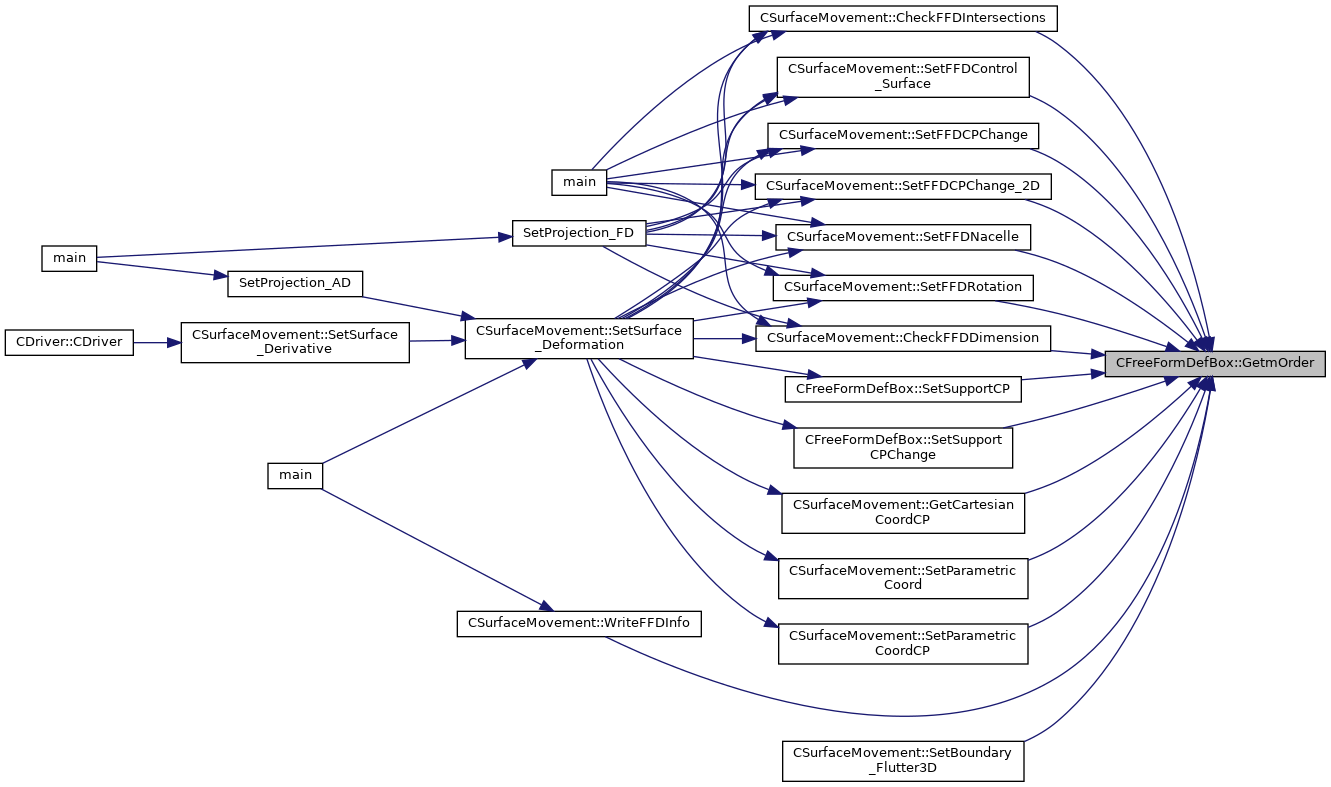 CSurfaceMovement::CheckFFDIntersections
CSurfaceMovement::SetFFDControl
_Surface
CSurfaceMovement::SetFFDCPChange
main
CSurfaceMovement::SetFFDCPChange_2D
SetProjection_FD
CSurfaceMovement::SetFFDNacelle
main
SetProjection_AD
CSurfaceMovement::SetFFDRotation
CDriver::CDriver
CSurfaceMovement::SetSurface
_Derivative
CSurfaceMovement::SetSurface
_Deformation
CSurfaceMovement::CheckFFDDimension
CFreeFormDefBox::GetmOrder
CFreeFormDefBox::SetSupportCP
CFreeFormDefBox::SetSupport
CPChange
main
CSurfaceMovement::GetCartesian
CoordCP
CSurfaceMovement::SetParametric
Coord
CSurfaceMovement::WriteFFDInfo
CSurfaceMovement::SetParametric
CoordCP
CSurfaceMovement::SetBoundary
_Flutter3D